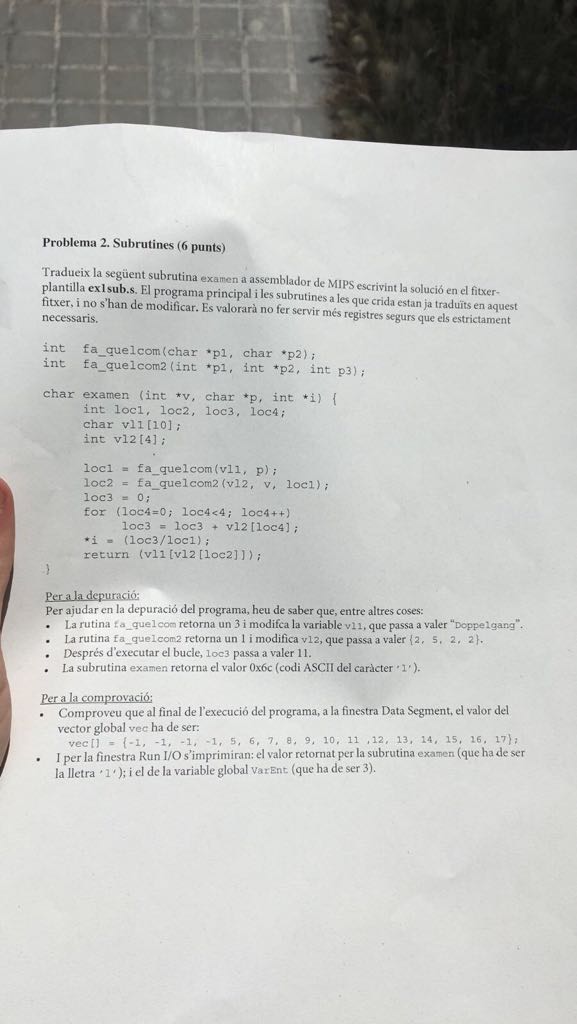 Problema 2. Subrutines (6 punts)
Tradueix la següent subrutina examen a assemblador de MIPS escrivint la solució en el fitxer-
plantilla ex1sub.s. El programa principal i les subrutines a les que crida estan ja traduïts en aquest
fitxer, i no s'han de modificar. Es valorarà no fer servir més registres segurs que els estrictament
necessaris.
int fa_quelcom(char *p1, char *p2);
int fa_quelcom2(int *p1, int *p2, int p3);
char examen (int *v, char *p, int *i) {
int loc1, loc2, loc3, loc4;
char vl1[10];
int vl2[4];
loc1 = fa_quelcom(vl1, p);
loc2 = fa_quelcom2(vl2, v, loc1);
loc3 = 0;
for (loc4=0; loc4<4; loc4++)
loc3 = loc3 + vl2[loc4];
*i = (loc3/loc1);
return (vl1[vl2[loc2]]);
}
Per a la depuració:
Per ajudar en la depuració del programa, heu de saber que, entre altres coses:
• La rutina fa_quelcom retorna un 3 i modifca la variable vl1, que passa a valer "Doppelgang".
• La rutina fa_quelcom2 retorna un 1 i modifica vl2, que passa a valer {2, 5, 2, 2}.
• Després d'executar el bucle, loc3 passa a valer 11.
• La subrutina examen retorna el valor 0x6c (codi ASCII del caràcter 'l').
Per a la comprovació:
• Comproveu que al final de l'execució del programa, a la finestra Data Segment, el valor del
vector global vec ha de ser:
vec[] = {-1, -1, -1, -1, 5, 6, 7, 8, 9, 10, 11 ,12, 13, 14, 15, 16, 17};
• I per la finestra Run I/O s'imprimiran: el valor retornat per la subrutina examen (que ha de ser
la lletra 'l'); i el de la variable global VarEnt (que ha de ser 3).